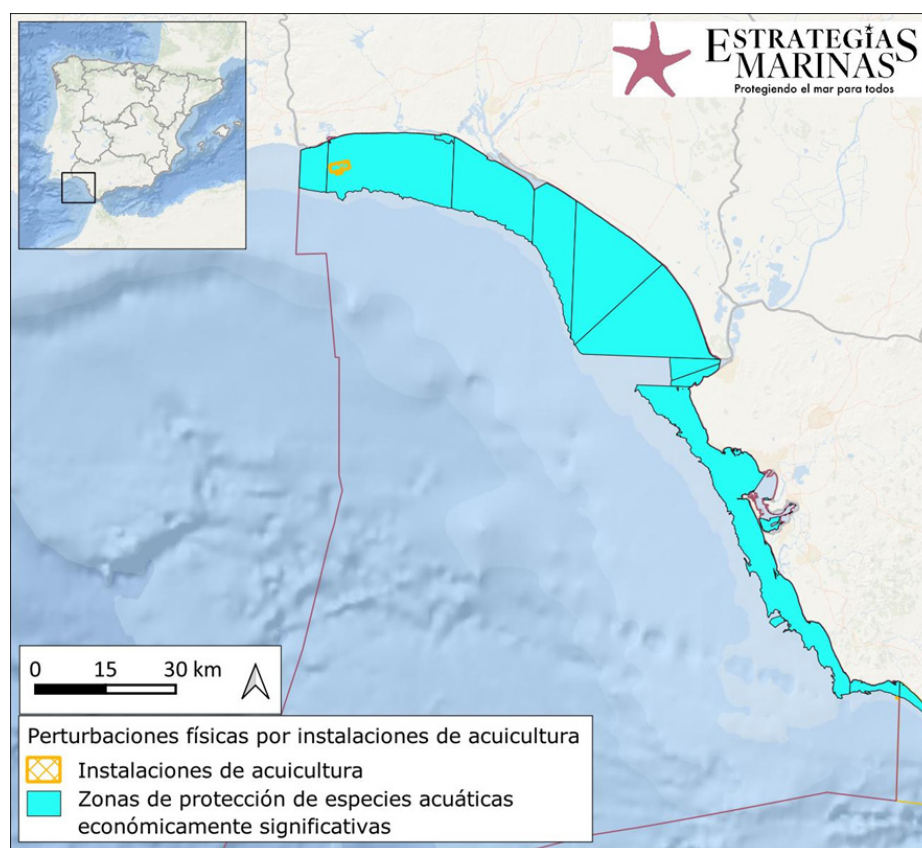 ESTRATEGIAS
MARINAS
Protegiendo el mar para todos
0 15 30 km
Perturbaciones físicas por instalaciones de acuicultura
Instalaciones de acuicultura
Zonas de protección de especies acuáticas
económicamente significativas